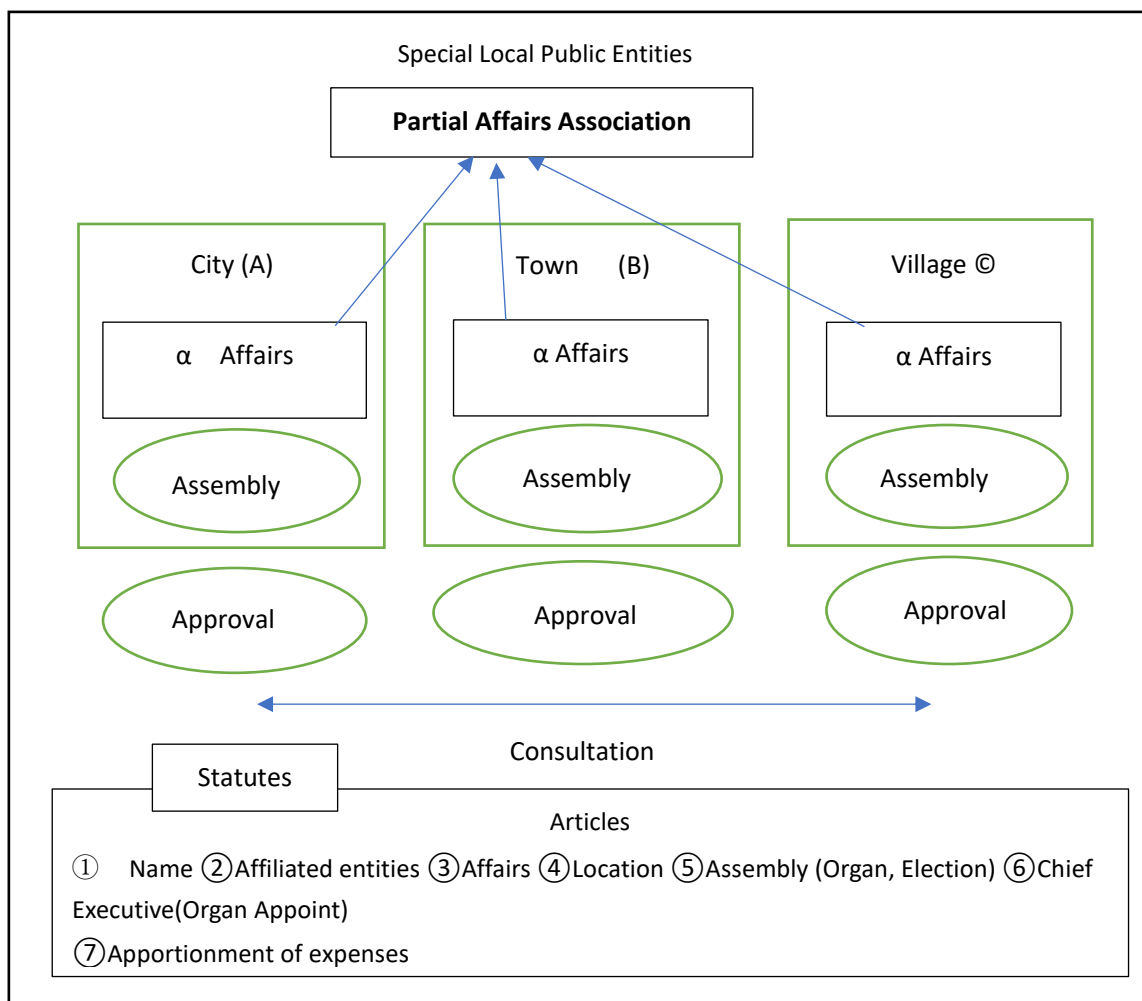 Special Local Public Entities
Partial Affairs Association
City (A)
Town (B)
Village ©
α Affairs
α Affairs
α Affairs
Assembly
Assembly
Assembly
Approval
Approval
Approval
Consultation
Statutes
Articles
① Name ②Affiliated entities ③Affairs ④Location ⑤Assembly (Organ, Election) ⑥Chief
Executive(Organ Appoint)
⑦Apportionment of expenses